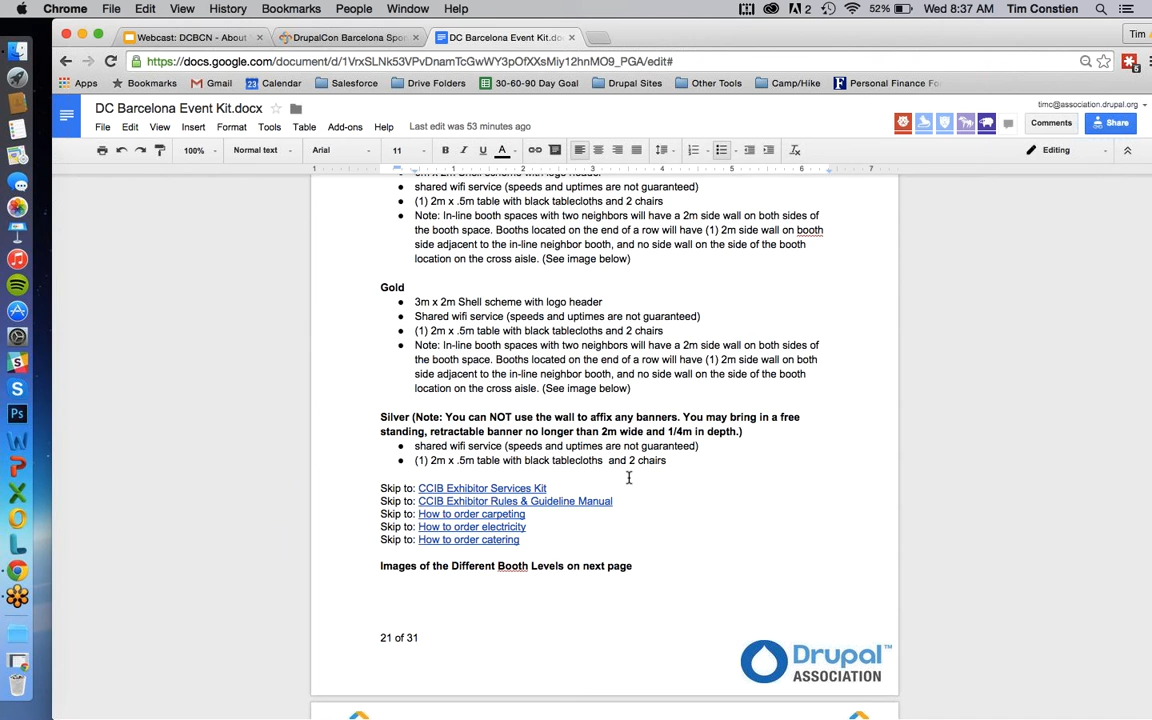 Chrome File Edit View History Bookmarks People Window Help 52% Wed 8:37 AM Tim Constien
Webcast: DCBCN - About DrupalCon Barcelona Spo DC Barcelona Event Kit.do Tim
https://docs.google.com/document/d/1VrxSLNk53VPvDnamTcGwWY3pOfXXsMiy12hnMO9_PGA/edit# 5
Apps Bookmarks Gmail 23 Calendar Drive Folders Salesforce 30-60-90 Day Goal Drupal Sites Other Tools Camp/Hike Personal Finance Fo
DC Barcelona Event Kit.docx timc@association.drupal.org
File Edit View Insert Format Tools Table Add-ons Help Last edit was 53 minutes ago Comments Share
100% Normal text Arial 11 B I U A Editing
1 1 2 3 4 5 6 7
shared wifi service (speeds and uptimes are not guaranteed)
(1) 2m x .5m table with black tablecloths and 2 chairs
Note: In-line booth spaces with two neighbors will have a 2m side wall on both sides of
the booth space. Booths located on the end of a row will have (1) 2m side wall on booth
side adjacent to the in-line neighbor booth, and no side wall on the side of the booth
location on the cross aisle. (See image below)
Gold
3m x 2m Shell scheme with logo header
Shared wifi service (speeds and uptimes are not guaranteed)
(1) 2m x .5m table with black tablecloths and 2 chairs
Note: In-line booth spaces with two neighbors will have a 2m side wall on both sides of
the booth space. Booths located on the end of a row will have (1) 2m side wall on both
side adjacent to the in-line neighbor booth, and no side wall on the side of the booth
location on the cross aisle. (See image below)
Silver (Note: You can NOT use the wall to affix any banners. You may bring in a free
standing, retractable banner no longer than 2m wide and 1/4m in depth.)
shared wifi service (speeds and uptimes are not guaranteed)
(1) 2m x .5m table with black tablecloths and 2 chairs
Skip to: CCIB Exhibitor Services Kit
Skip to: CCIB Exhibitor Rules & Guideline Manual
Skip to: How to order carpeting
Skip to: How to order electricity
Skip to: How to order catering
Images of the Different Booth Levels on next page
21 of 31
Drupal™
ASSOCIATION